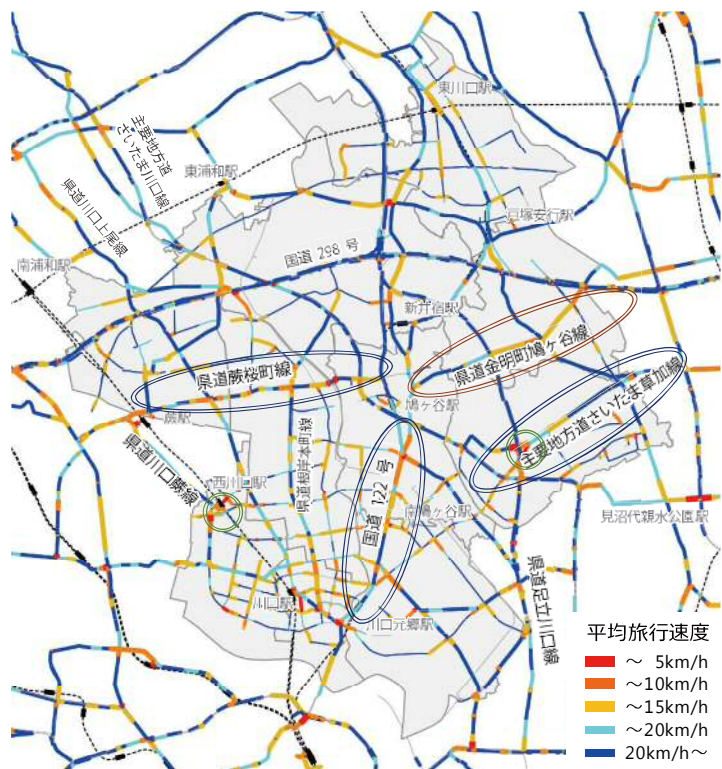 東川口駅
主要地方道
さいたま川口線
東浦和駅
県道川口上尾線
戸塚安行駅
国道 298 号
南浦和駅
新井宿駅
県道金明町鳩ヶ谷線
県道蕨桜町線
鳩ヶ谷駅
主要地方道さいたま草加線
蕨駅
県道根岸本町線
県道川口蕨線
国道 122 号
西川口駅
南鳩ヶ谷駅
見沼代親水公園駅
県道足立川口線
川口駅
川口元郷駅
平均旅行速度
～ 5km/h
～10km/h
～15km/h
～20km/h
20km/h～